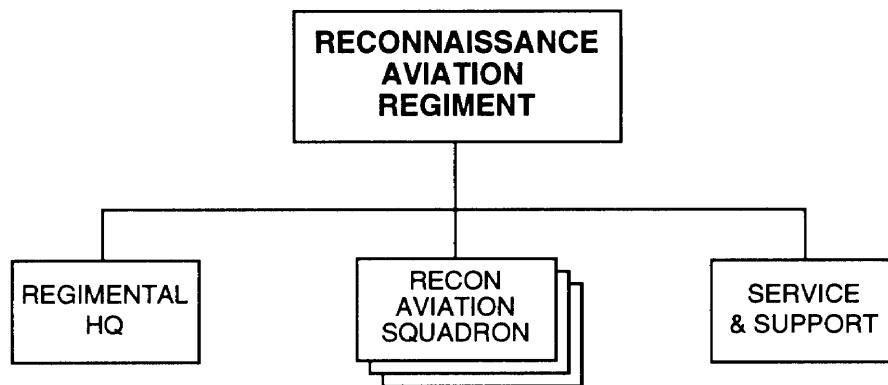 RECONNAISSANCE
AVIATION
REGIMENT
REGIMENTAL
HQ
RECON
AVIATION
SQUADRON
SERVICE
& SUPPORT